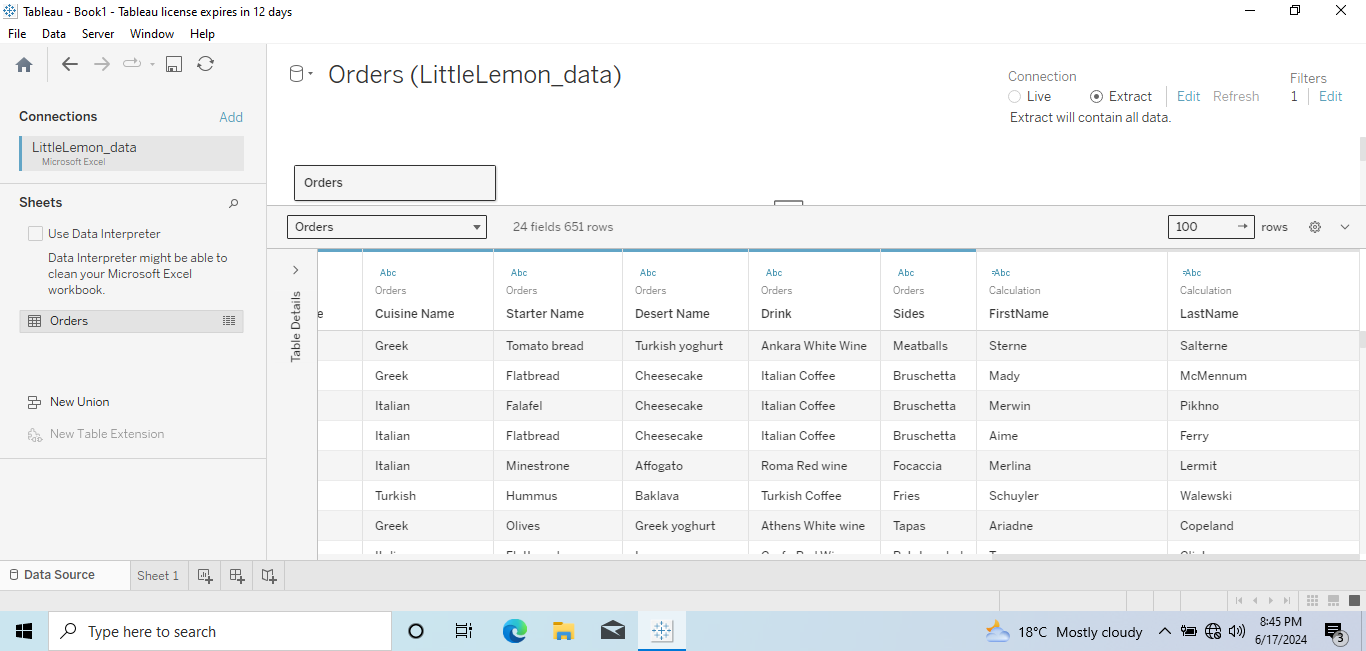 Tableau - Book1 - Tableau license expires in 12 days
File Data Server Window Help
Connections Add
LittleLemon_data
Microsoft Excel
Sheets
Use Data Interpreter
Data Interpreter might be able to
clean your Microsoft Excel
workbook.
Orders
New Union
New Table Extension
Orders (LittleLemon_data)
Connection
Live Extract Edit Refresh
Extract will contain all data.
Filters
1 Edit
Orders
Orders 24 fields 651 rows 100 → rows
Table Details
Abc Abc Abc Abc Abc =Abc =Abc
Orders Orders Orders Orders Orders Calculation Calculation
e Cuisine Name Starter Name Desert Name Drink Sides FirstName LastName
Greek Tomato bread Turkish yoghurt Ankara White Wine Meatballs Sterne Salterne
Greek Flatbread Cheesecake Italian Coffee Bruschetta Mady McMennum
Italian Falafel Cheesecake Italian Coffee Bruschetta Merwin Pikhno
Italian Flatbread Cheesecake Italian Coffee Bruschetta Aime Ferry
Italian Minestrone Affogato Roma Red wine Focaccia Merlina Lermit
Turkish Hummus Baklava Turkish Coffee Fries Schuyler Walewski
Greek Olives Greek yoghurt Athens White wine Tapas Ariadne Copeland
Data Source Sheet 1
Type here to search
18°C Mostly cloudy
8:45 PM
6/17/2024
3